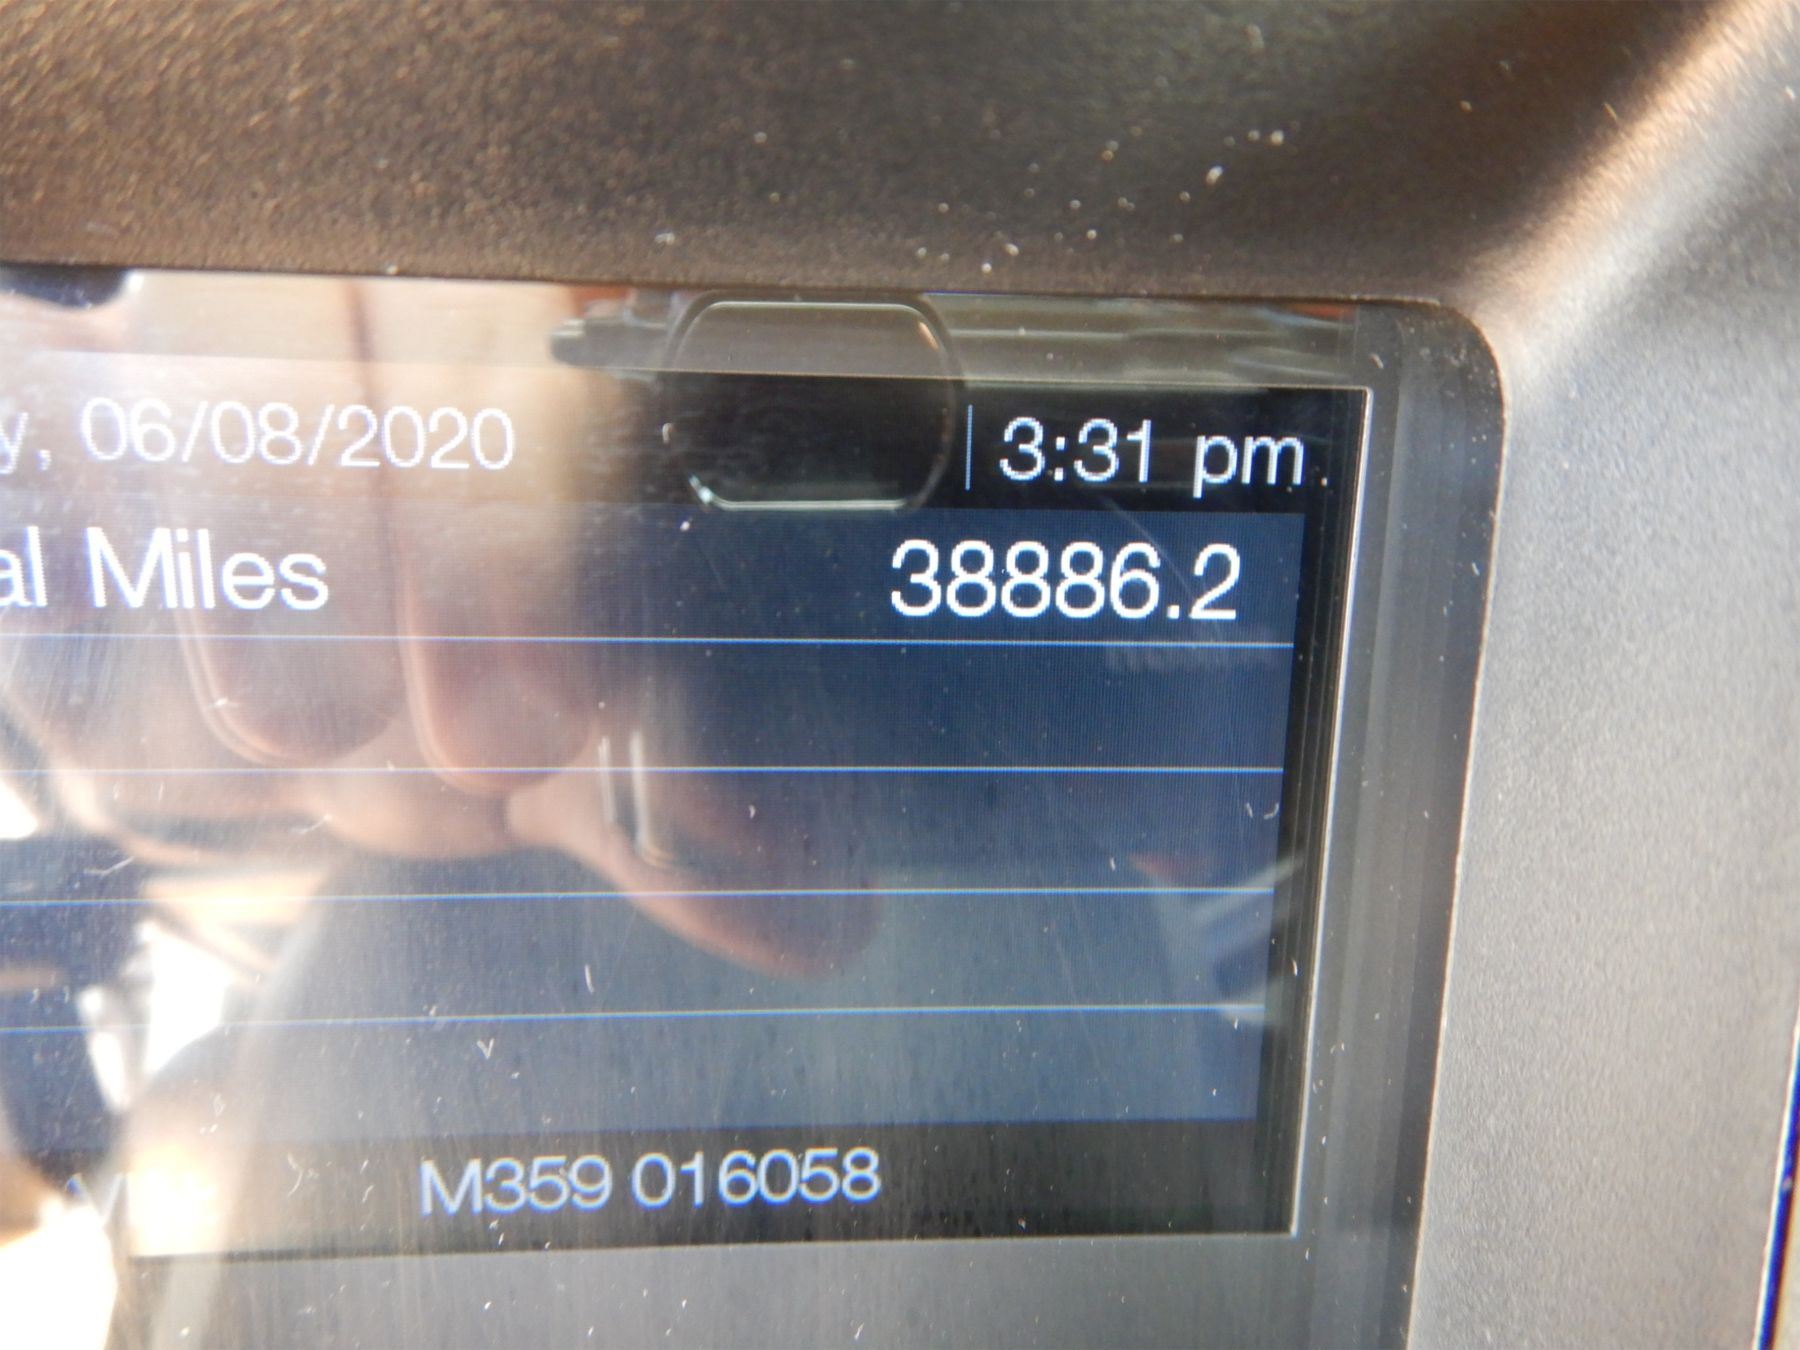 y, 06/08/2020 3:31 pm
al Miles 38886.2
M359 016058